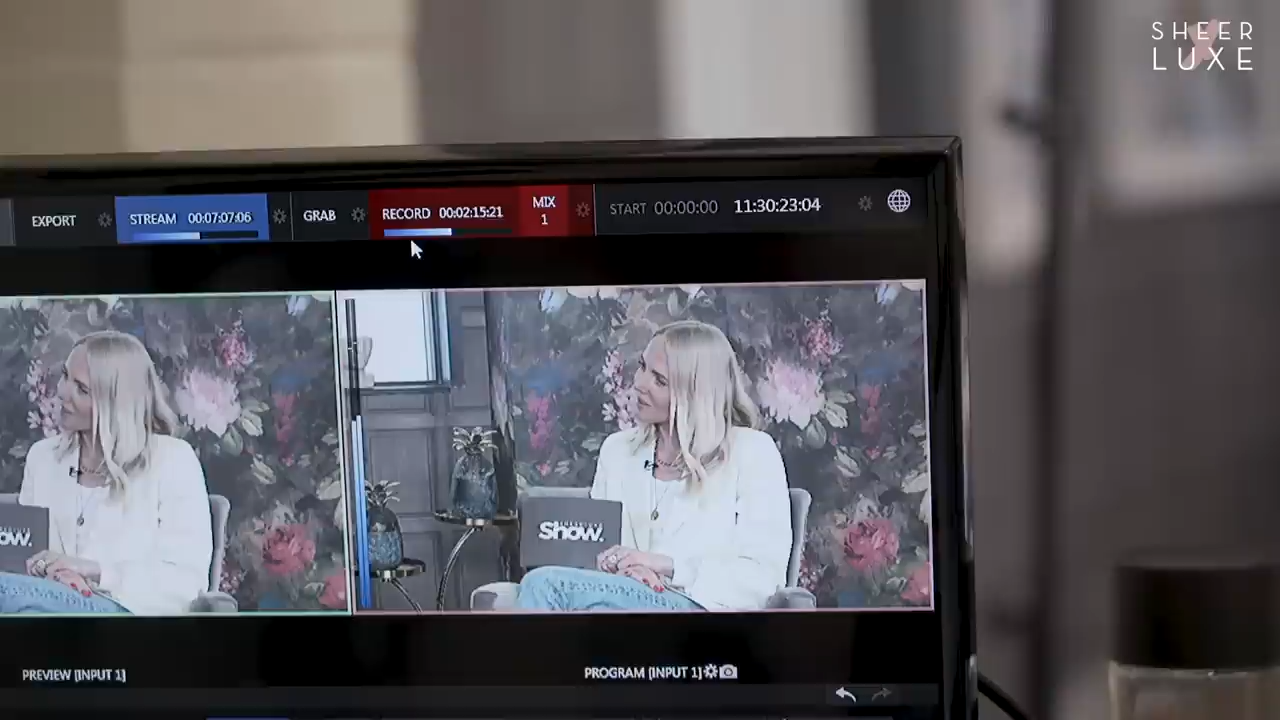 SHEER
LUXE
EXPORT
STREAM 00:07:07:06
GRAB
RECORD 00:02:15:21
MIX
1
START 00:00:00 11:30:23:04
ow.
Show.
PREVIEW [INPUT 1]
PROGRAM [INPUT 1]